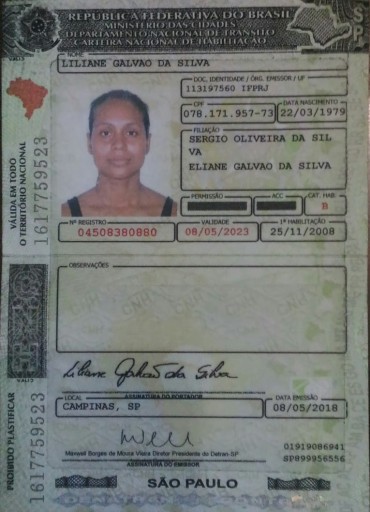 REPÚBLICA FEDERATIVA DO BRASIL
MINISTÉRIO DAS CIDADES
DEPARTAMENTO NACIONAL DE TRÂNSITO
CARTEIRA NACIONAL DE HABILITAÇÃO
SP
NOME
LILIANE GALVAO DA SILVA
DOC. IDENTIDADE / ÓRG. EMISSOR / UF
113197560 IFPRJ
CPF
078.171.957-73
DATA NASCIMENTO
22/03/1979
FILIAÇÃO
SERGIO OLIVEIRA DA SIL
VA
ELIANE GALVAO DA SILVA
PERMISSÃO
ACC
CAT. HAB.
B
Nº REGISTRO
04508380880
VALIDADE
08/05/2023
1ª HABILITAÇÃO
25/11/2008
VÁLIDA EM TODO
O TERRITÓRIO NACIONAL
1617759523
OBSERVAÇÕES
Liliane Galvão da Silva
ASSINATURA DO PORTADOR
LOCAL
CAMPINAS, SP
DATA EMISSÃO
08/05/2018
Maxwell Borges de Moura Vieira Diretor Presidente do Detran-SP
ASSINATURA DO EMISSOR
01919086941
SP899956556
PROIBIDO PLASTIFICAR
1617759523
SÃO PAULO